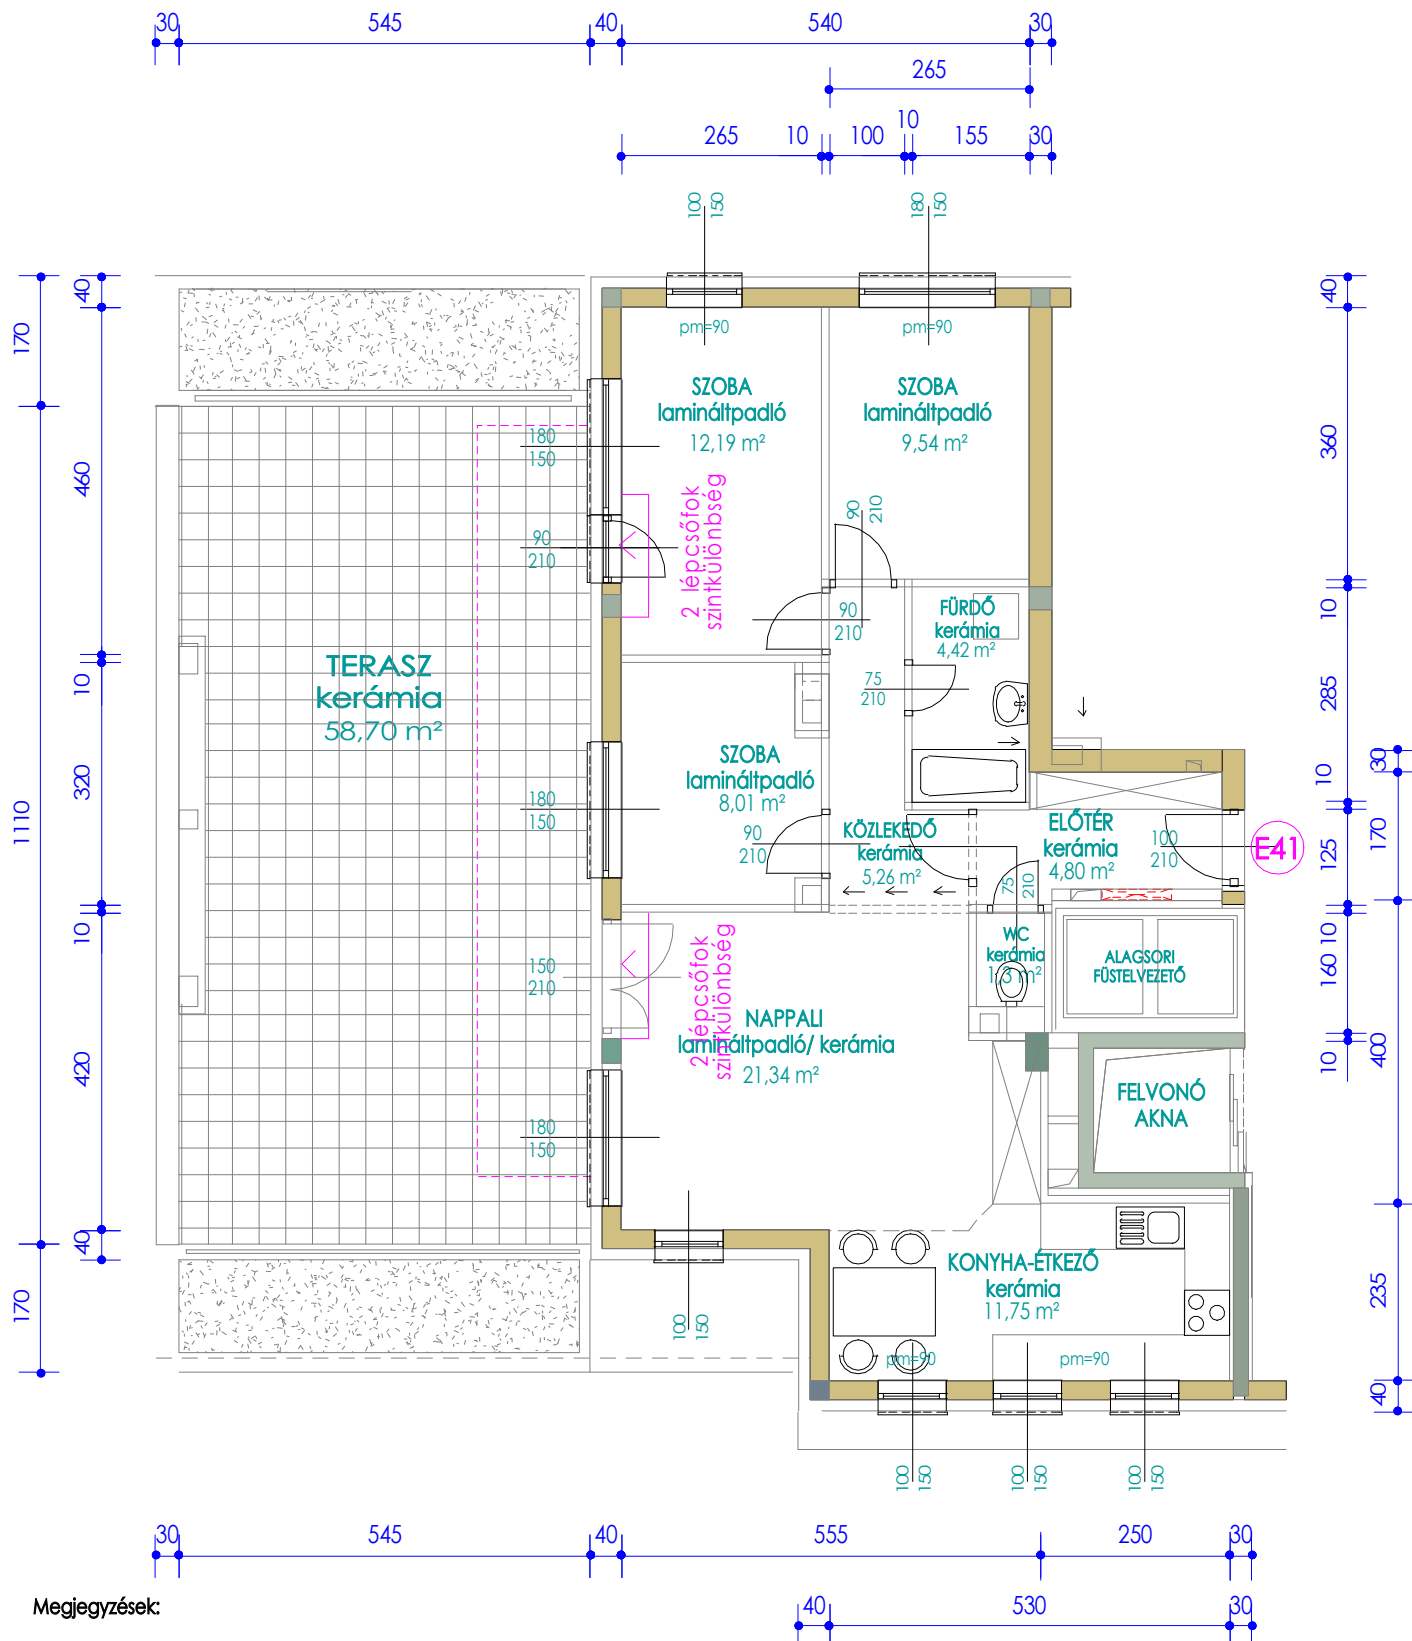 30 545 40 540 30
265
10
265 10 100 155 30
100
150
180
150
40
170
460
10
320
1110
10
420
40
170
40
360
10
285
30
10
170
125
10
160
400
10
235
40
pm=90
pm=90
SZOBA
lamináltpadló
12,19 m²
SZOBA
lamináltpadló
9,54 m²
180
150
90
210
2 lépcsőfok
szintkülönbség
90
210
90
210
FÜRDŐ
kerámia
4,42 m²
75
210
TERASZ
kerámia
58,70 m²
SZOBA
lamináltpadló
8,01 m²
180
150
90
210
KÖZLEKEDŐ
kerámia
5,26 m²
ELŐTÉR
kerámia
4,80 m²
100
210
E41
75
210
WC
kerámia
1,3 m²
ALAGSORI
FÜSTELVEZETŐ
150
210
2 lépcsőfok
szintkülönbség
NAPPALI
lamináltpadló/ kerámia
21,34 m²
FELVONÓ
AKNA
180
150
KONYHA-ÉTKEZŐ
kerámia
11,75 m²
100
150
pm=90
pm=90
100
150
100
150
100
150
30 545 40 555 250 30
Megjegyzések:
40 530 30